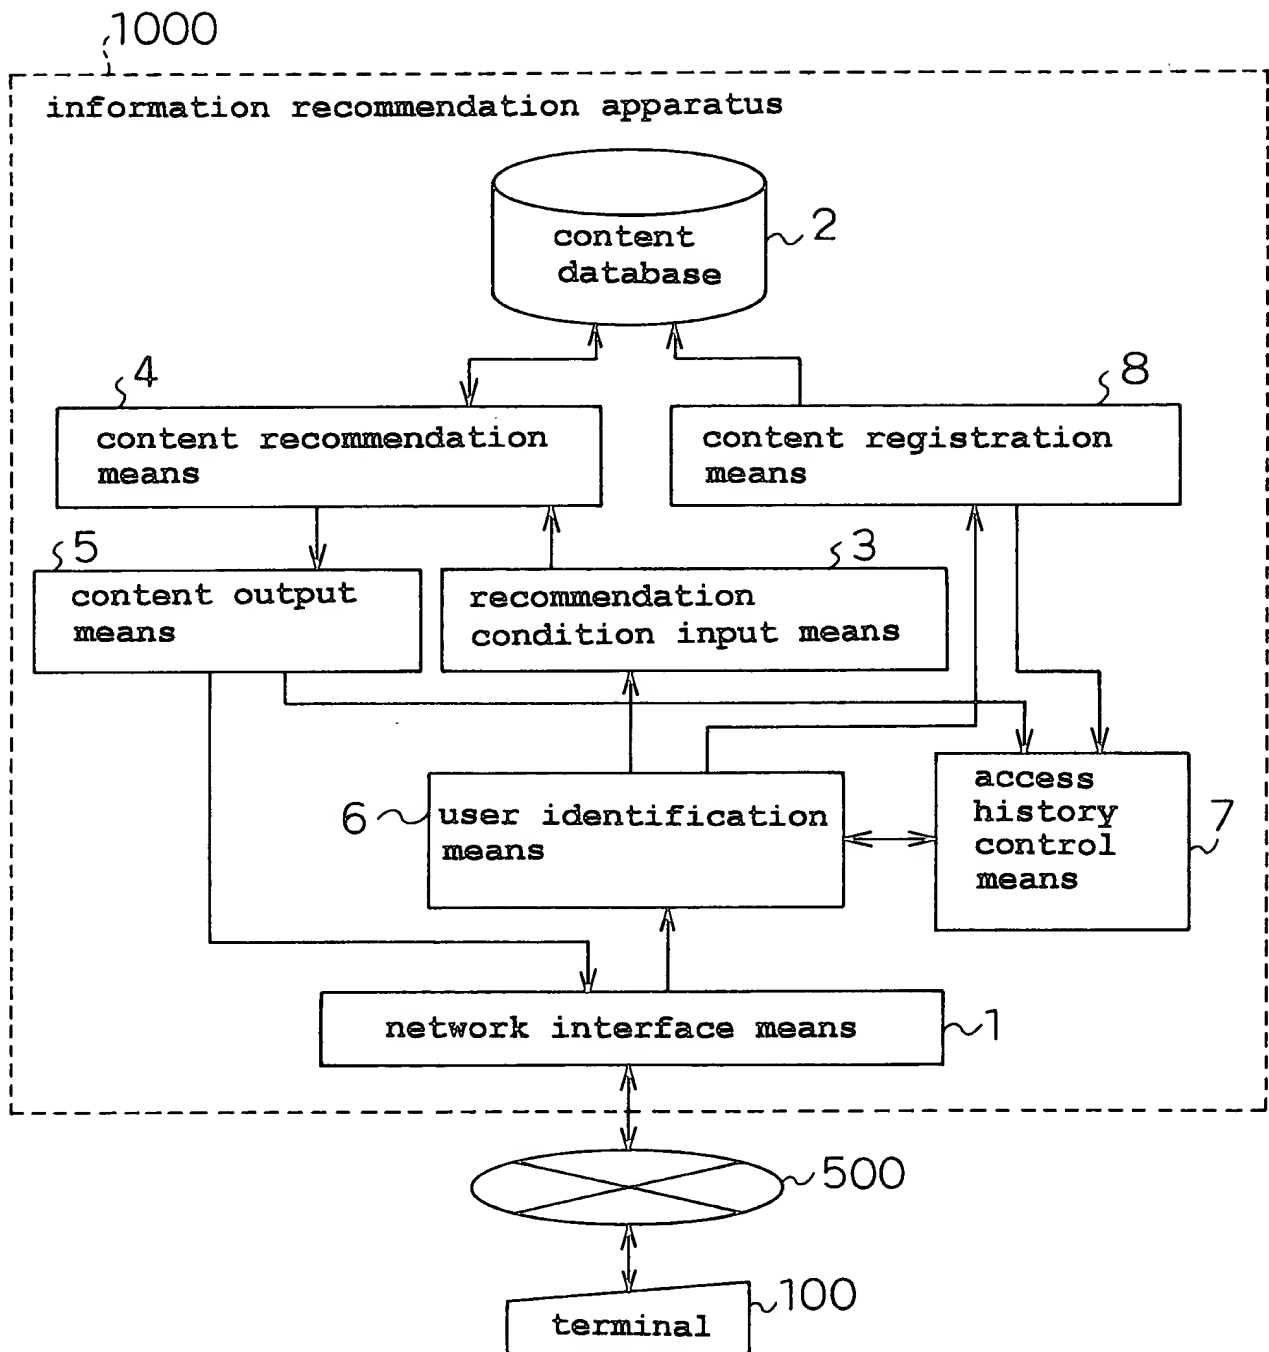 1000
information recommendation apparatus
content
database
2
4
content recommendation
means
8
content registration
means
5
content output
means
3
recommendation
condition input means
6
user identification
means
access
history
control
means
7
network interface means
1
500
100
terminal